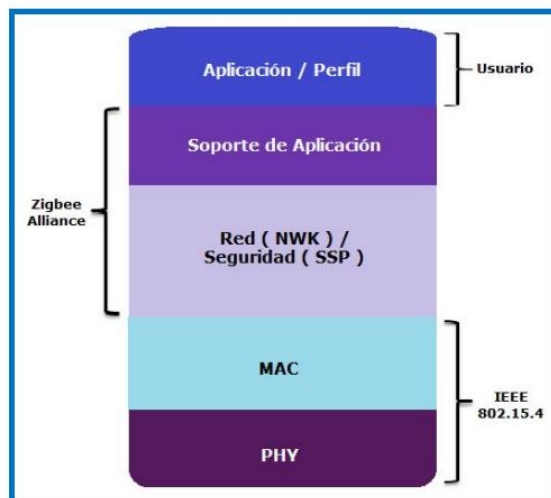 Aplicación / Perfil
Usuario
Soporte de Aplicación
Zigbee
Alliance
Red ( NWK ) /
Seguridad ( SSP )
MAC
IEEE
802.15.4
PHY